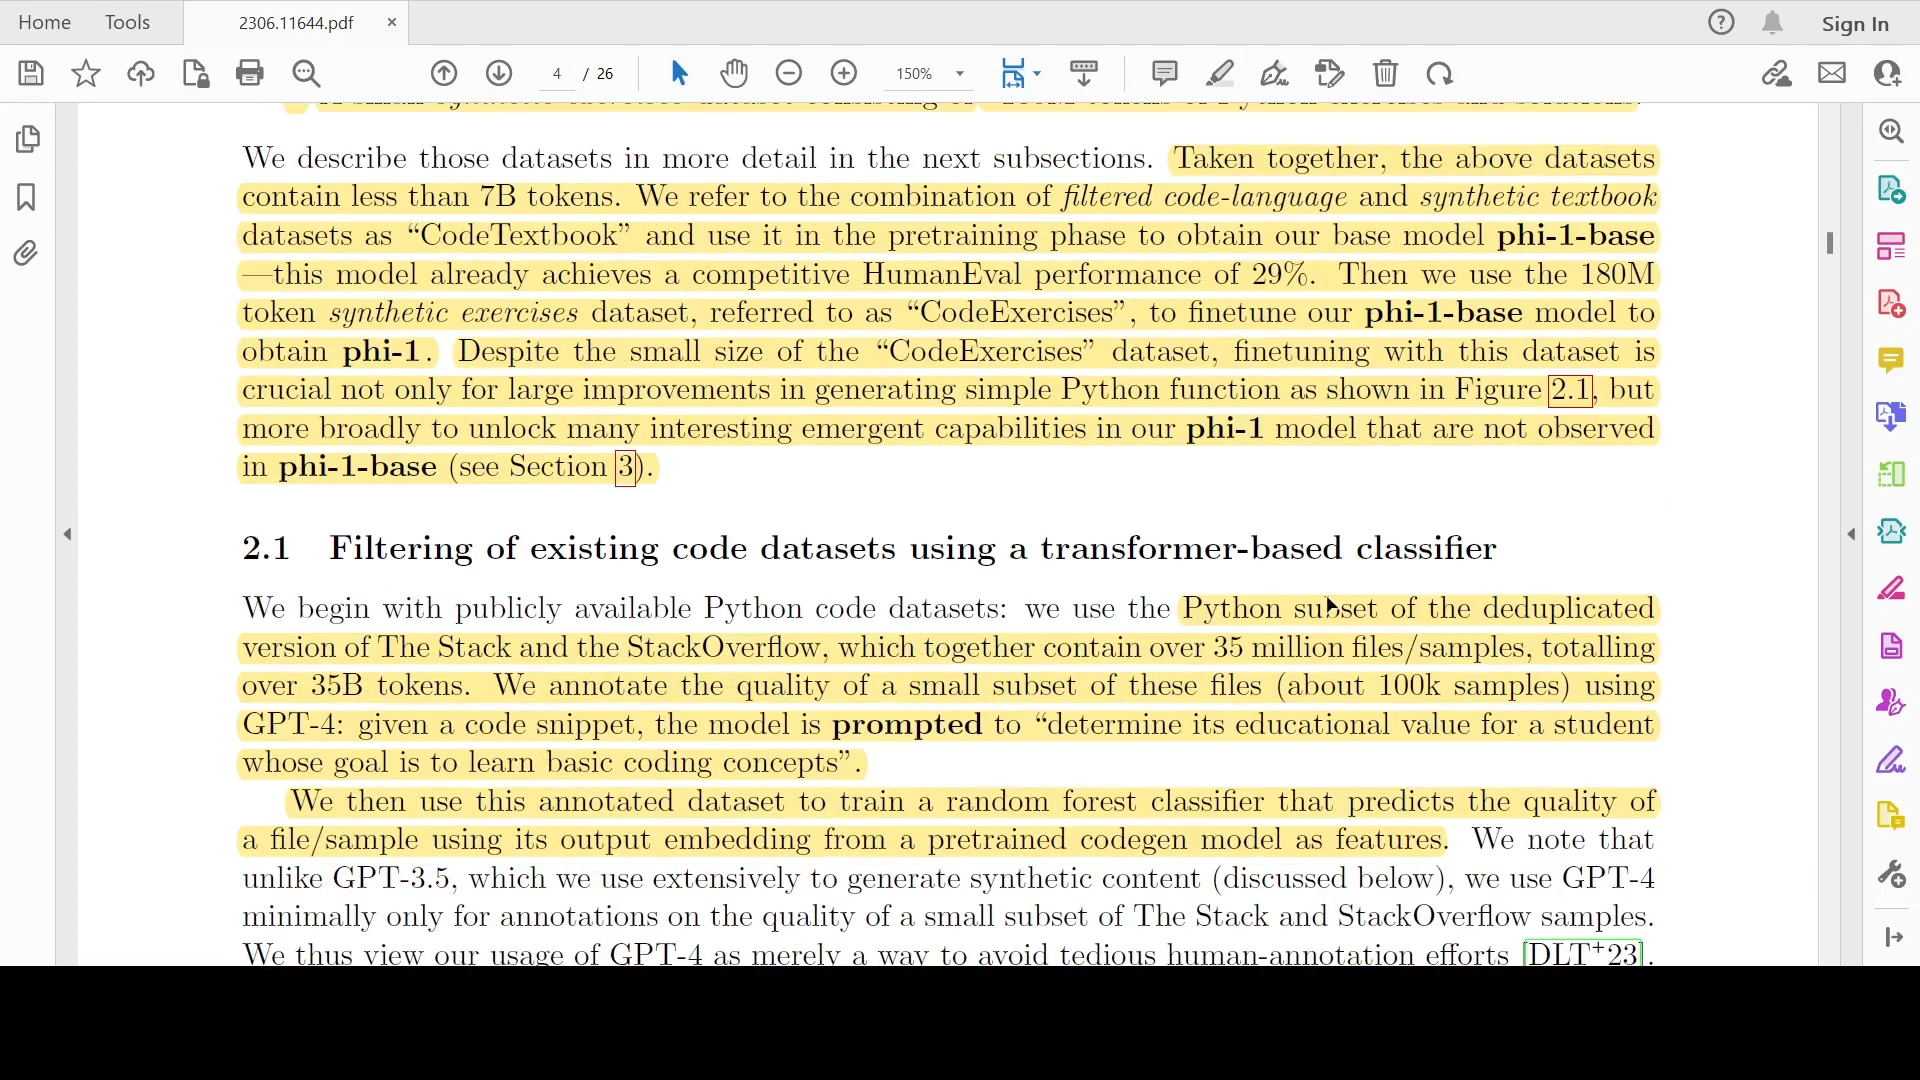 Home Tools 2306.11644.pdf × Sign In
4 / 26 150%
We describe those datasets in more detail in the next subsections. Taken together, the above datasets
contain less than 7B tokens. We refer to the combination of filtered code-language and synthetic textbook
datasets as “CodeTextbook” and use it in the pretraining phase to obtain our base model phi-1-base
—this model already achieves a competitive HumanEval performance of 29%. Then we use the 180M
token synthetic exercises dataset, referred to as “CodeExercises”, to finetune our phi-1-base model to
obtain phi-1. Despite the small size of the “CodeExercises” dataset, finetuning with this dataset is
crucial not only for large improvements in generating simple Python function as shown in Figure 2.1, but
more broadly to unlock many interesting emergent capabilities in our phi-1 model that are not observed
in phi-1-base (see Section 3).
2.1 Filtering of existing code datasets using a transformer-based classifier
We begin with publicly available Python code datasets: we use the Python subset of the deduplicated
version of The Stack and the StackOverflow, which together contain over 35 million files/samples, totalling
over 35B tokens. We annotate the quality of a small subset of these files (about 100k samples) using
GPT-4: given a code snippet, the model is prompted to “determine its educational value for a student
whose goal is to learn basic coding concepts”.
We then use this annotated dataset to train a random forest classifier that predicts the quality of
a file/sample using its output embedding from a pretrained codegen model as features. We note that
unlike GPT-3.5, which we use extensively to generate synthetic content (discussed below), we use GPT-4
minimally only for annotations on the quality of a small subset of The Stack and StackOverflow samples.
We thus view our usage of GPT-4 as merely a way to avoid tedious human-annotation efforts [DLT+23].